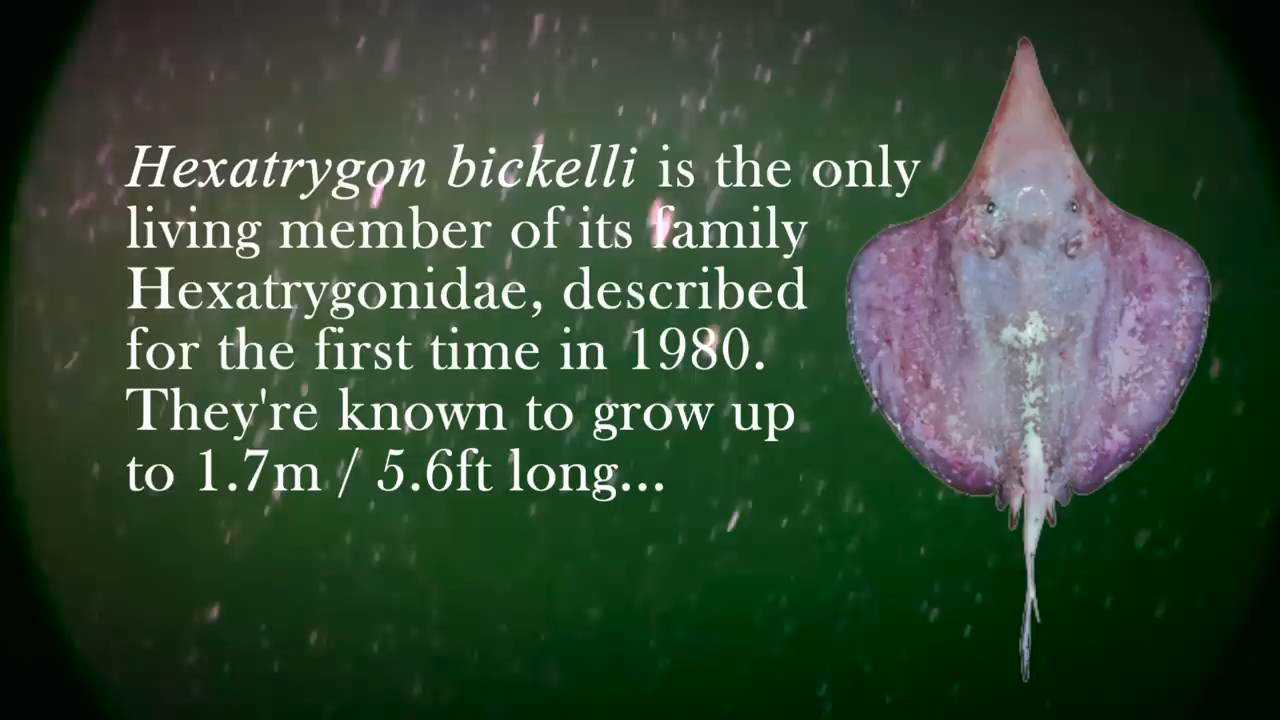 Hexatrygon bickelli is the only
living member of its family
Hexatrygonidae, described
for the first time in 1980.
They're known to grow up
to 1.7m / 5.6ft long...